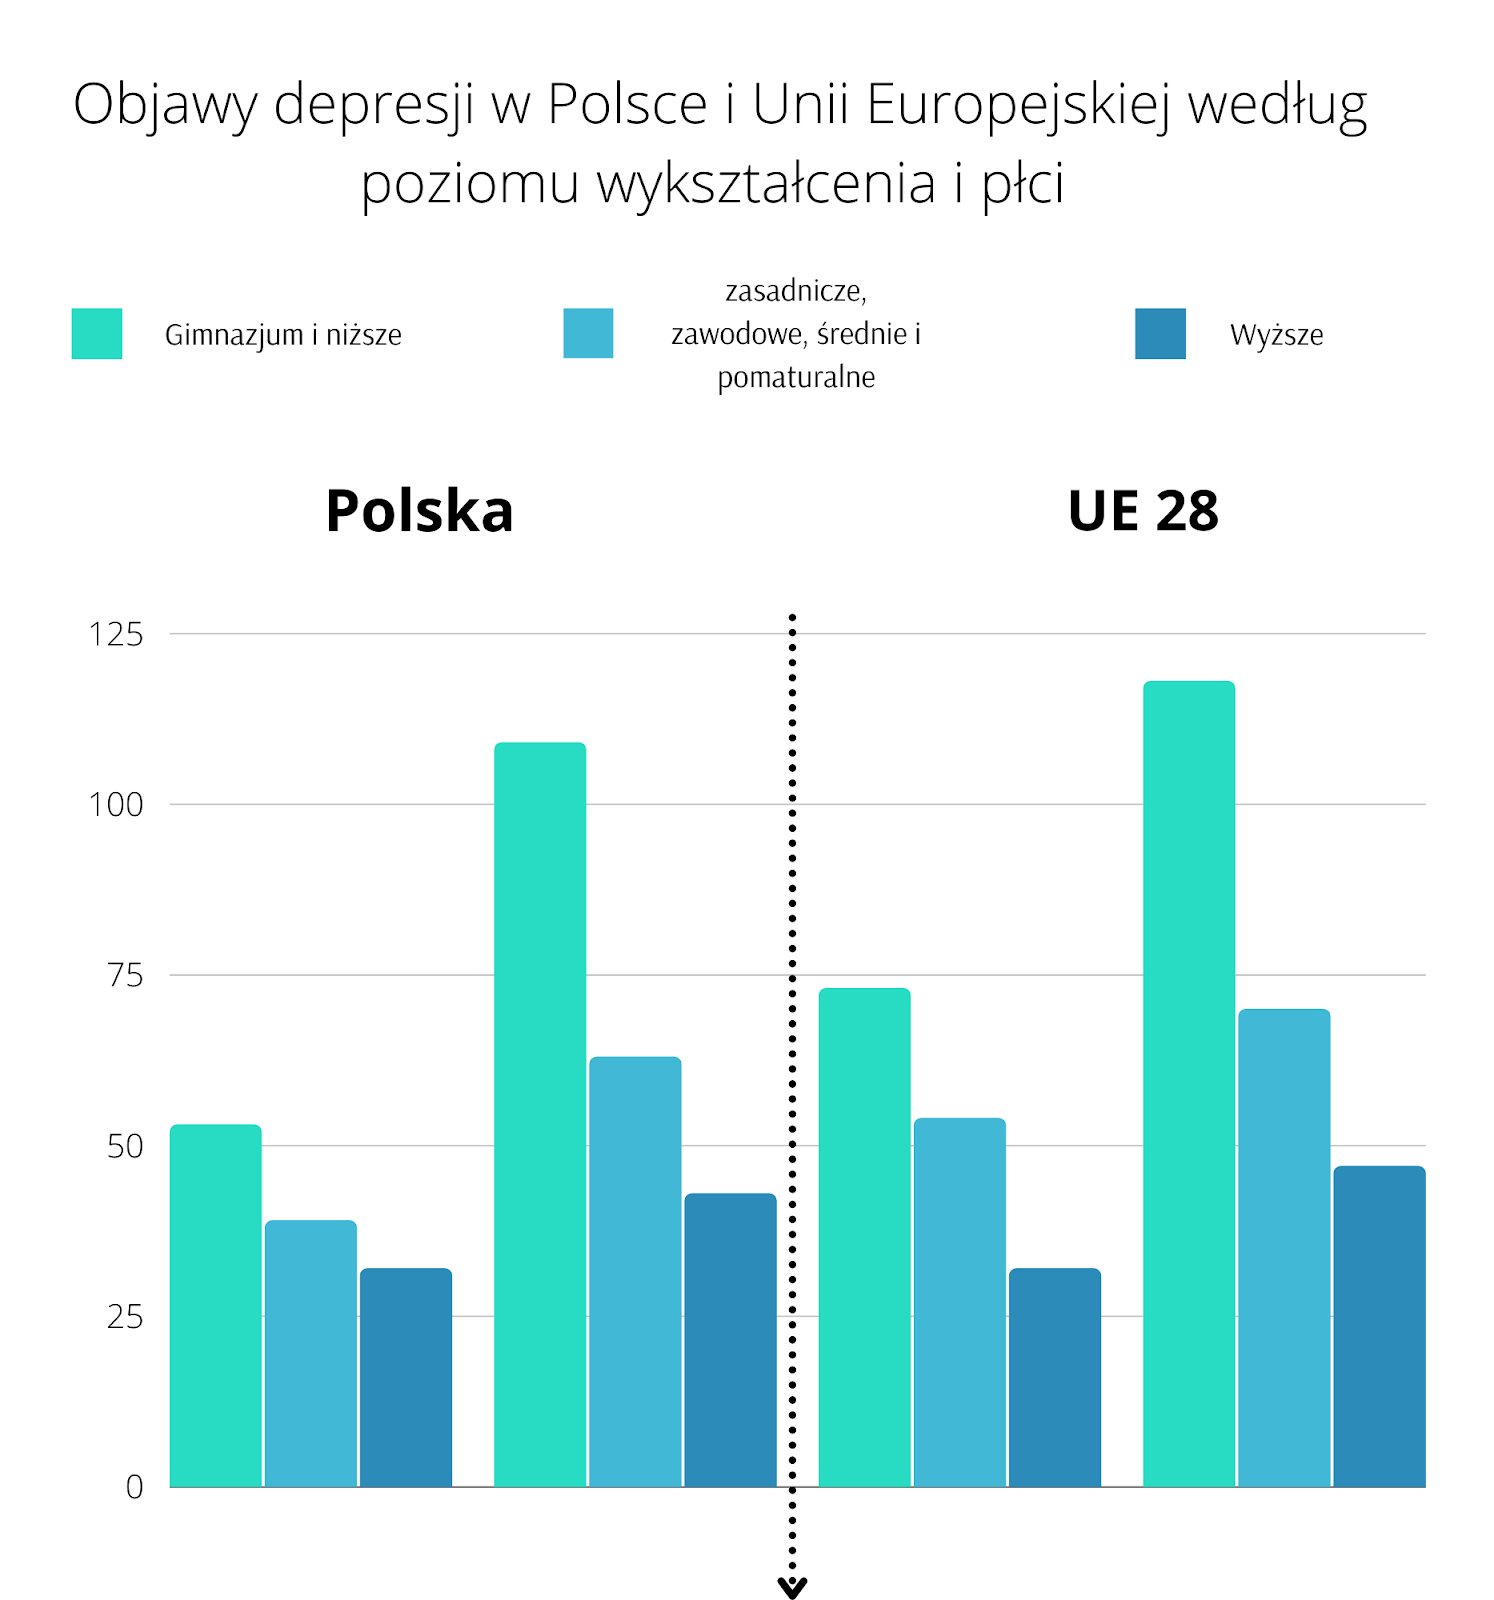 Objawy depresji w Polsce i Unii Europejskiej według
poziomu wykształcenia i płci
Gimnazjum i niższe
zasadnicze,
zawodowe, średnie i
pomaturalne
Wyższe
Polska
UE 28
125
100
75
50
25
0